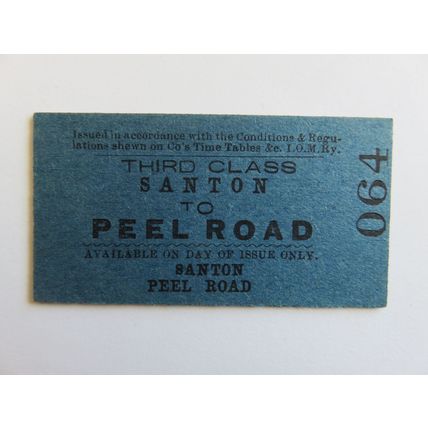 Issued in accordance with the Conditions & Regu-
lations shewn on Co's Time Tables &c. I.O.M.Ry.
THIRD CLASS
SANTON
TO
PEEL ROAD
AVAILABLE ON DAY OF ISSUE ONLY.
SANTON
PEEL ROAD
064